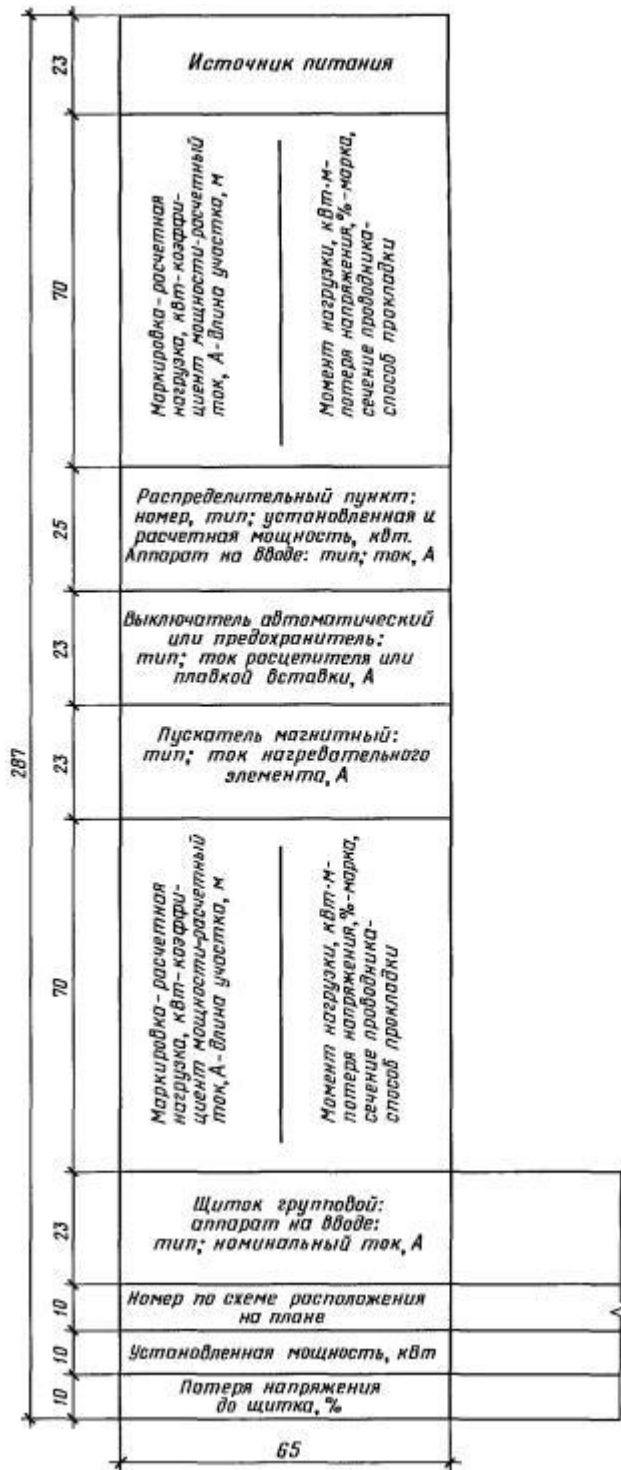 23
Источник питания
70
Маркировка-расчетная
нагрузка, квт-коэффи-
циент мощности-расчетный
ток, А-длина участка, м
Момент нагрузки, кВт·м-
потеря напряжения,%-марка,
сечение проводника-
способ прокладки
25
Распределительный пункт:
номер, тип; установленная и
расчетная мощность, квт.
Аппарат на вводе: тип; ток, А
23
Выключатель автоматический
или предохранитель:
тип; ток расцепителя или
плавкой вставки, А
287
23
Пускатель магнитный:
тип; ток нагревательного
элемента, А
70
Маркировка-расчетная
нагрузка, квт-коэффи-
циент мощности-расчетный
ток, А-длина участка, м
Момент нагрузки, кВт·м-
потеря напряжения,%-марка,
сечение проводника-
способ прокладки
23
Щиток групповой:
аппарат на вводе:
тип; номинальный ток, А
10
Номер по схеме расположения
на плане
10
Установленная мощность, квт
10
Потеря напряжения
до щитка, %
65